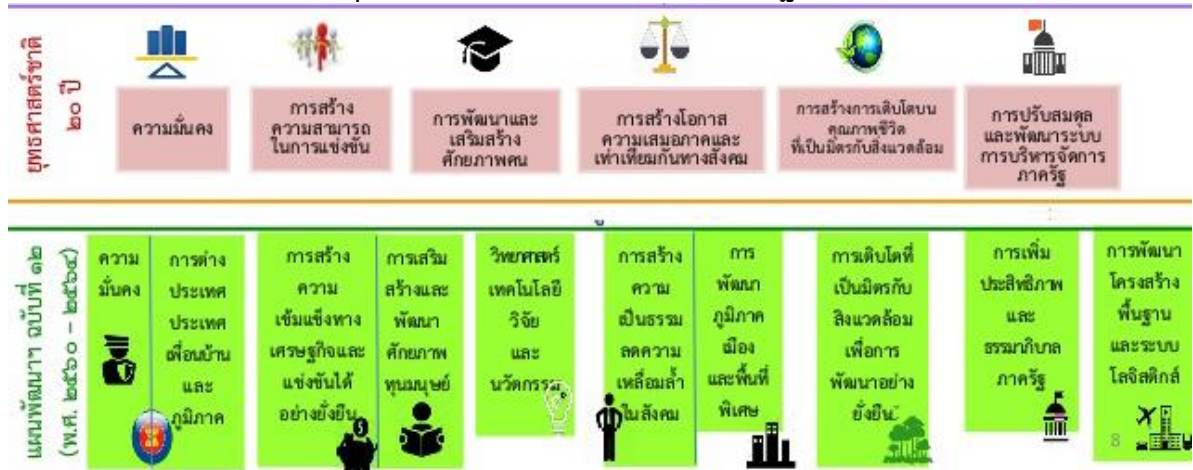 ยุทธศาสตร์ชาติ
๒๐ ปี
ความมั่นคง
การสร้าง
ความสามารถ
ในการแข่งขัน
การพัฒนาและ
เสริมสร้าง
ศักยภาพคน
การสร้างโอกาส
ความเสมอภาคและ
เท่าเทียมกันทางสังคม
การสร้างการเติบโตบน
คุณภาพชีวิต
ที่เป็นมิตรกับสิ่งแวดล้อม
การปรับสมดุล
และพัฒนาระบบ
การบริหารจัดการ
ภาครัฐ
แผนพัฒนาฯ ฉบับที่ ๑๒
(พ.ศ. ๒๕๖๐ – ๒๕๖๔)
ความ
มั่นคง
การต่าง
ประเทศ
ประเทศ
เพื่อนบ้าน
และ
ภูมิภาค
การสร้าง
ความ
เข้มแข็งทาง
เศรษฐกิจและ
แข่งขันได้
อย่างยั่งยืน
การเสริม
สร้างและ
พัฒนา
ศักยภาพ
ทุนมนุษย์
วิทยาศาสตร์
เทคโนโลยี
วิจัย
และ
นวัตกรรม
การสร้าง
ความ
เป็นธรรม
ลดความ
เหลื่อมล้ำ
ในสังคม
การ
พัฒนา
ภูมิภาค
เมือง
และพื้นที่
พิเศษ
การเติบโตที่
เป็นมิตรกับ
สิ่งแวดล้อม
เพื่อการ
พัฒนาอย่าง
ยั่งยืน
การเพิ่ม
ประสิทธิภาพ
และ
ธรรมาภิบาล
ภาครัฐ
การพัฒนา
โครงสร้าง
พื้นฐาน
และระบบ
โลจิสติกส์
8